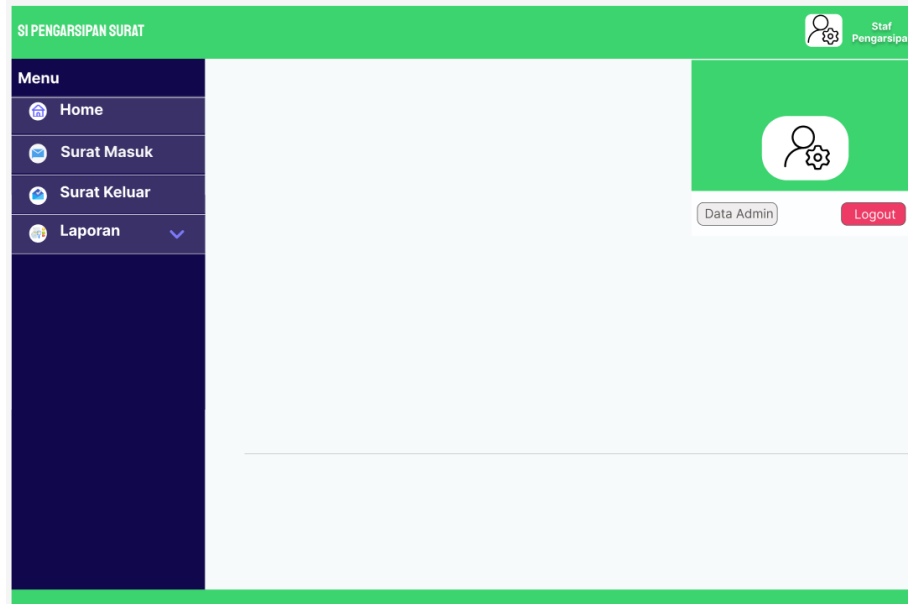 SI PENGARSIPAN SURAT
Staf
Pengarsipa
Menu
Home
Surat Masuk
Surat Keluar
Laporan
Data Admin
Logout